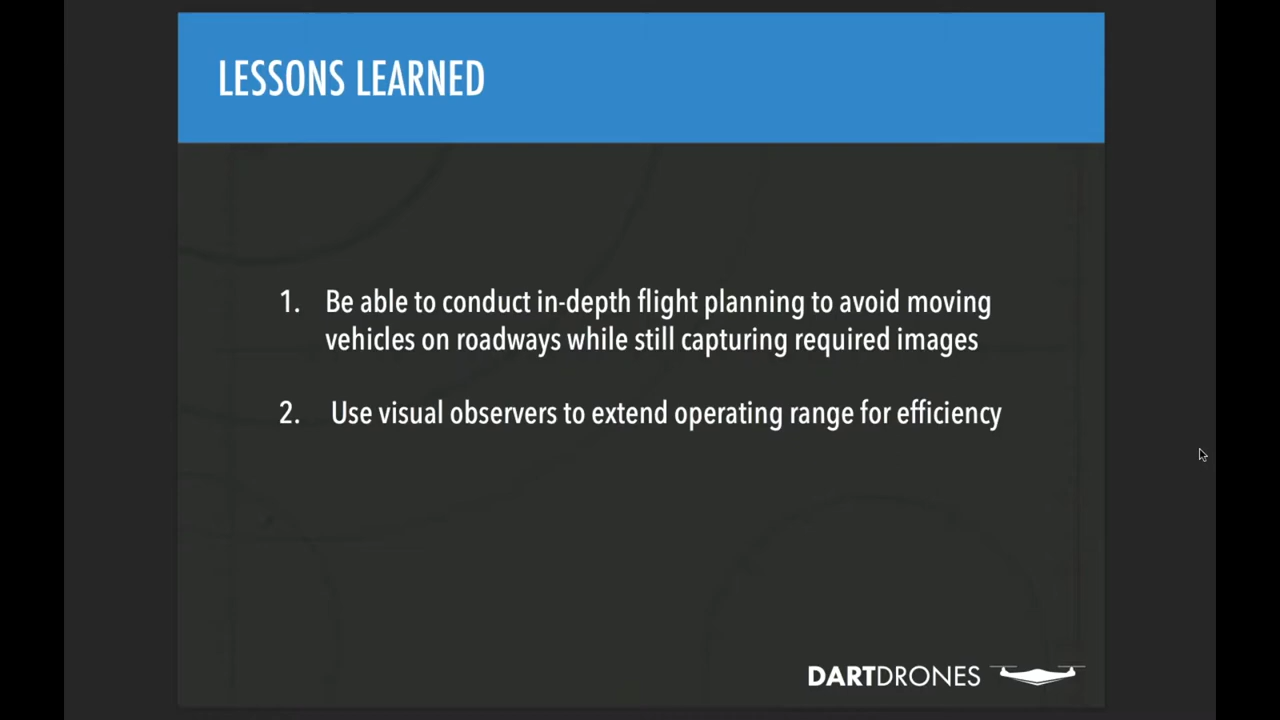 LESSONS LEARNED
1. Be able to conduct in-depth flight planning to avoid moving
vehicles on roadways while still capturing required images
2. Use visual observers to extend operating range for efficiency
DARTDRONES